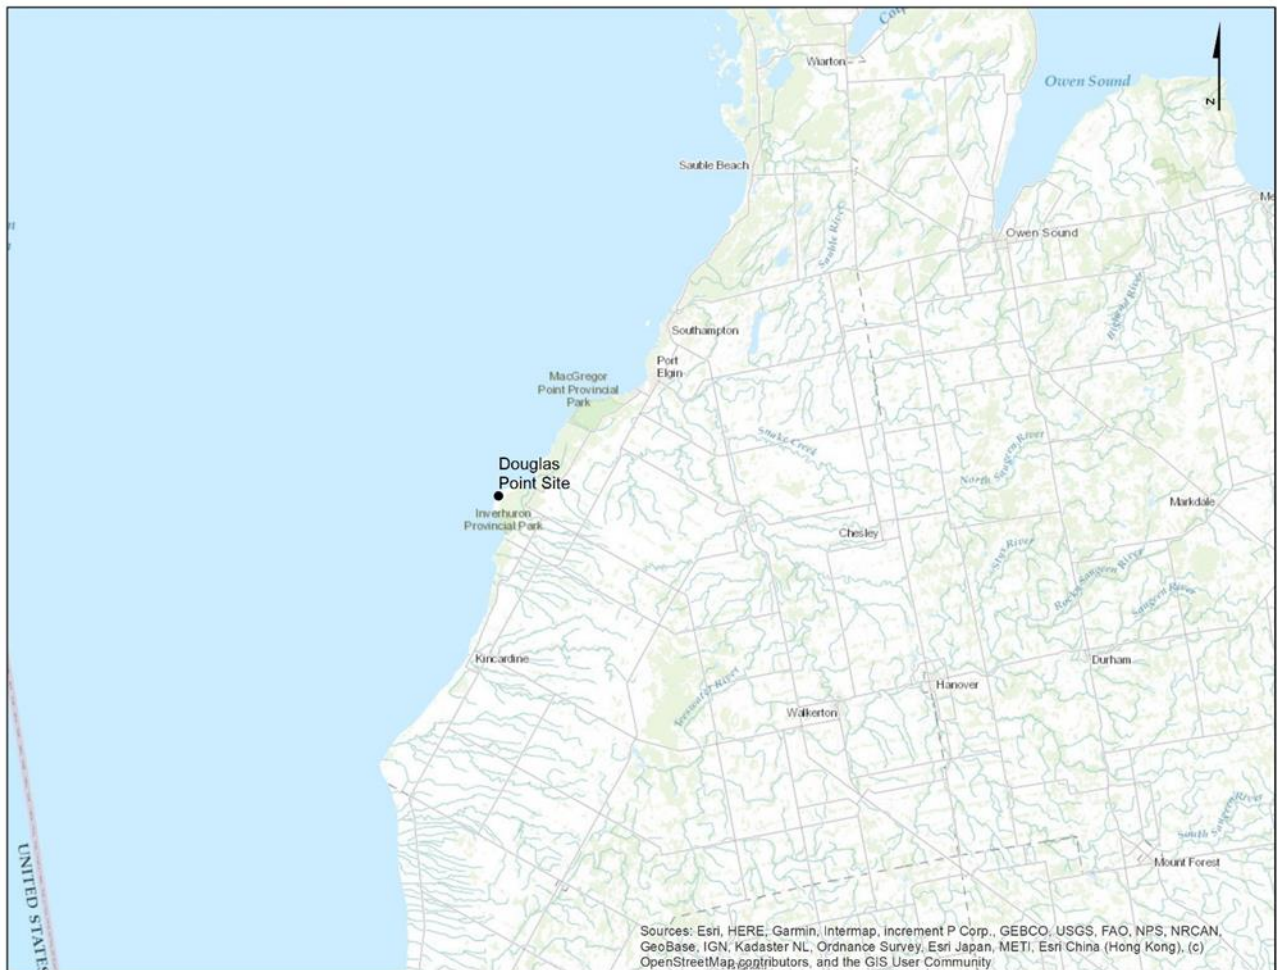 Wiarton
Owen Sound
N
Sauble Beach
Sauble River
Owen Sound
Southampton
Port
Elgin
MacGregor
Point Provincial
Park
Snake Creek
Douglas
Point Site
North Saugeen River
Markdale
Inverhuron
Provincial Park
Chesley
Styx River
Rocky Saugeen River
Saugeen River
Kincardine
Durham
Teeswater River
Hanover
Walkerton
South Saugeen River
Mount Forest
UNITED STATES
Sources: Esri, HERE, Garmin, Intermap, increment P Corp., GEBCO, USGS, FAO, NPS, NRCAN,
GeoBase, IGN, Kadaster NL, Ordnance Survey, Esri Japan, METI, Esri China (Hong Kong), (c)
OpenStreetMap contributors, and the GIS User Community